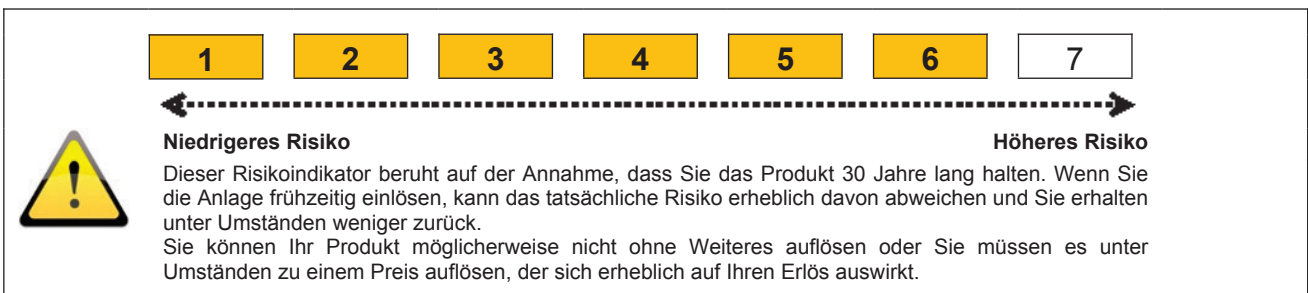 1 2 3 4 5 6 7
Niedrigeres Risiko Höheres Risiko
Dieser Risikoindikator beruht auf der Annahme, dass Sie das Produkt 30 Jahre lang halten. Wenn Sie
die Anlage frühzeitig einlösen, kann das tatsächliche Risiko erheblich davon abweichen und Sie erhalten
unter Umständen weniger zurück.
Sie können Ihr Produkt möglicherweise nicht ohne Weiteres auflösen oder Sie müssen es unter
Umständen zu einem Preis auflösen, der sich erheblich auf Ihren Erlös auswirkt.